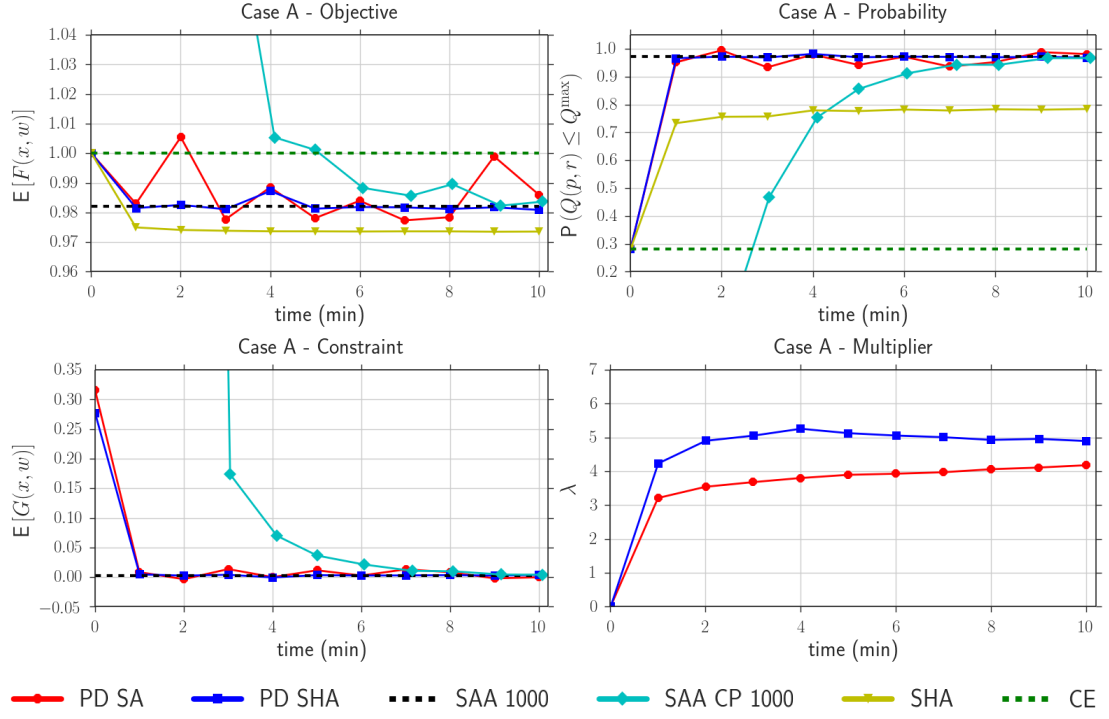 Case A - Objective
1.04
1.03
1.02
1.01
1.00
0.99
0.98
0.97
0.96
E [F(x, w)]
0 2 4 6 8 10
time (min)
Case A - Probability
1.0
0.9
0.8
0.7
0.6
0.5
0.4
0.3
0.2
P (Q(p, r) ≤ Q^max)
0 2 4 6 8 10
time (min)
Case A - Constraint
0.35
0.30
0.25
0.20
0.15
0.10
0.05
0.00
−0.05
E [G(x, w)]
0 2 4 6 8 10
time (min)
Case A - Multiplier
7
6
5
4
3
2
1
0
λ
0 2 4 6 8 10
time (min)
PD SA PD SHA SAA 1000 SAA CP 1000 SHA CE